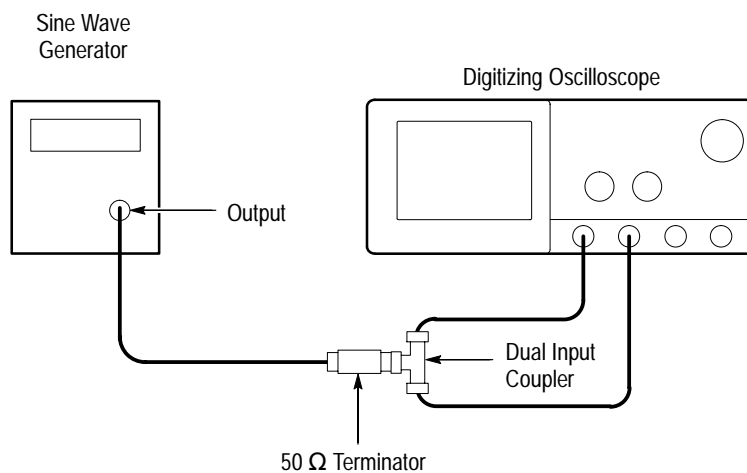 Sine Wave
Generator
Digitizing Oscilloscope
Output
Dual Input
Coupler
50 Ω Terminator